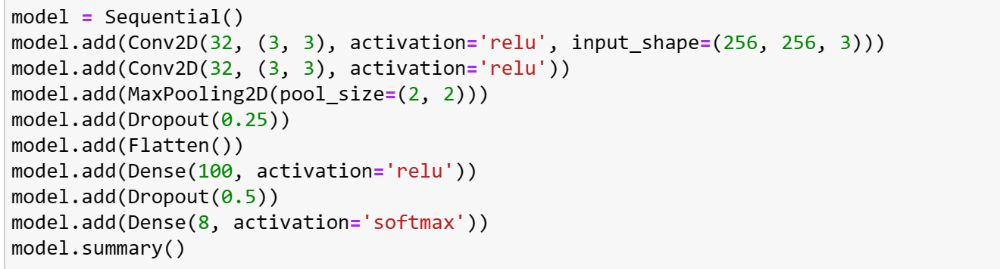 model = Sequential()
model.add(Conv2D(32, (3, 3), activation='relu', input_shape=(256, 256, 3)))
model.add(Conv2D(32, (3, 3), activation='relu'))
model.add(MaxPooling2D(pool_size=(2, 2)))
model.add(Dropout(0.25))
model.add(Flatten())
model.add(Dense(100, activation='relu'))
model.add(Dropout(0.5))
model.add(Dense(8, activation='softmax'))
model.summary()